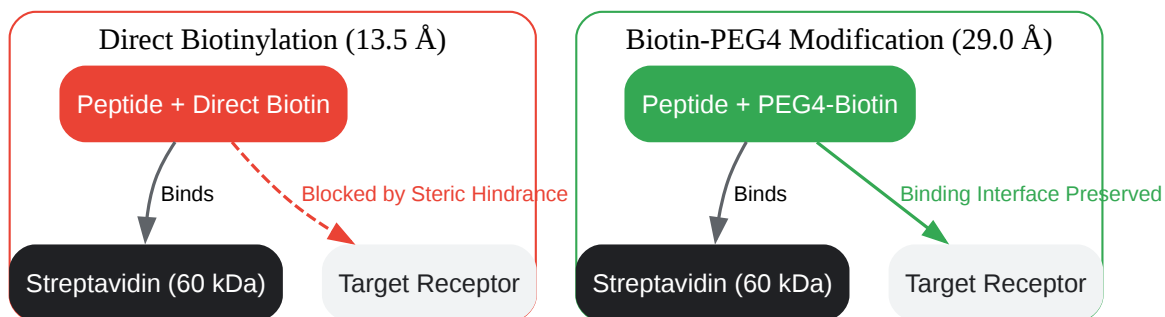 Direct Biotinylation (13.5 Å)
Peptide + Direct Biotin
Binds
Blocked by Steric Hindrance
Streptavidin (60 kDa)
Target Receptor
Biotin-PEG4 Modification (29.0 Å)
Peptide + PEG4-Biotin
Binds
Binding Interface Preserved
Streptavidin (60 kDa)
Target Receptor